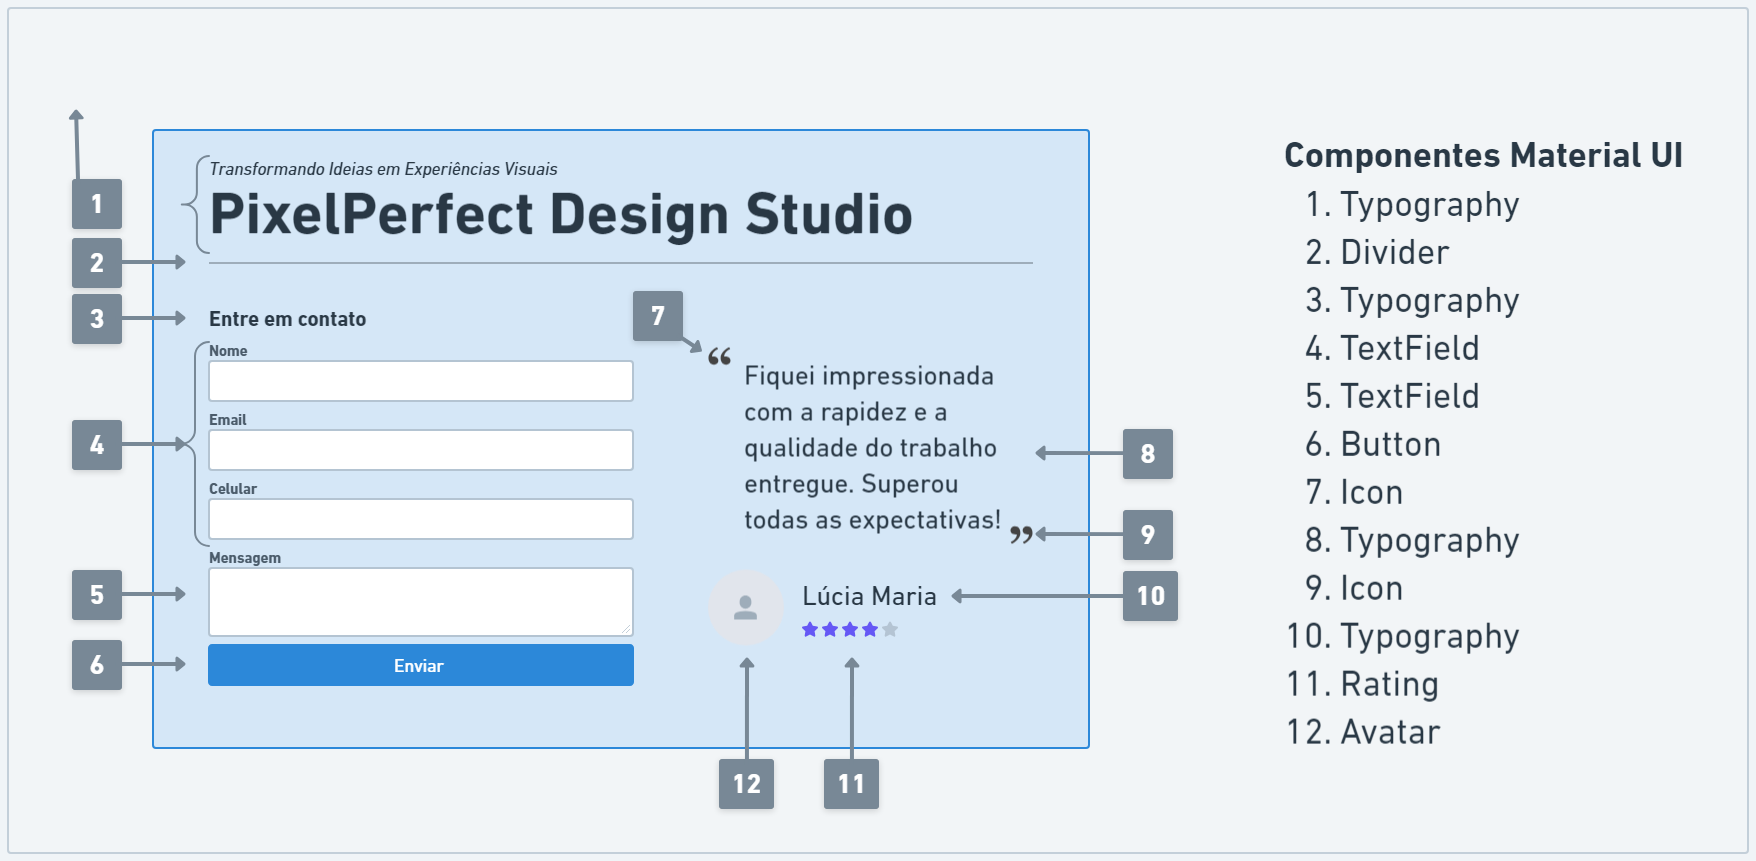 Transformando Ideias em Experiências Visuais
PixelPerfect Design Studio
1
2
3
Entre em contato
Nome
4
Email
Celular
5
Mensagem
6
Enviar
7
“
Fiquei impressionada
com a rapidez e a
qualidade do trabalho
entregue. Superou
todas as expectativas!
”
8
9
Lúcia Maria
10
12
11
Componentes Material UI
1. Typography
2. Divider
3. Typography
4. TextField
5. TextField
6. Button
7. Icon
8. Typography
9. Icon
10. Typography
11. Rating
12. Avatar